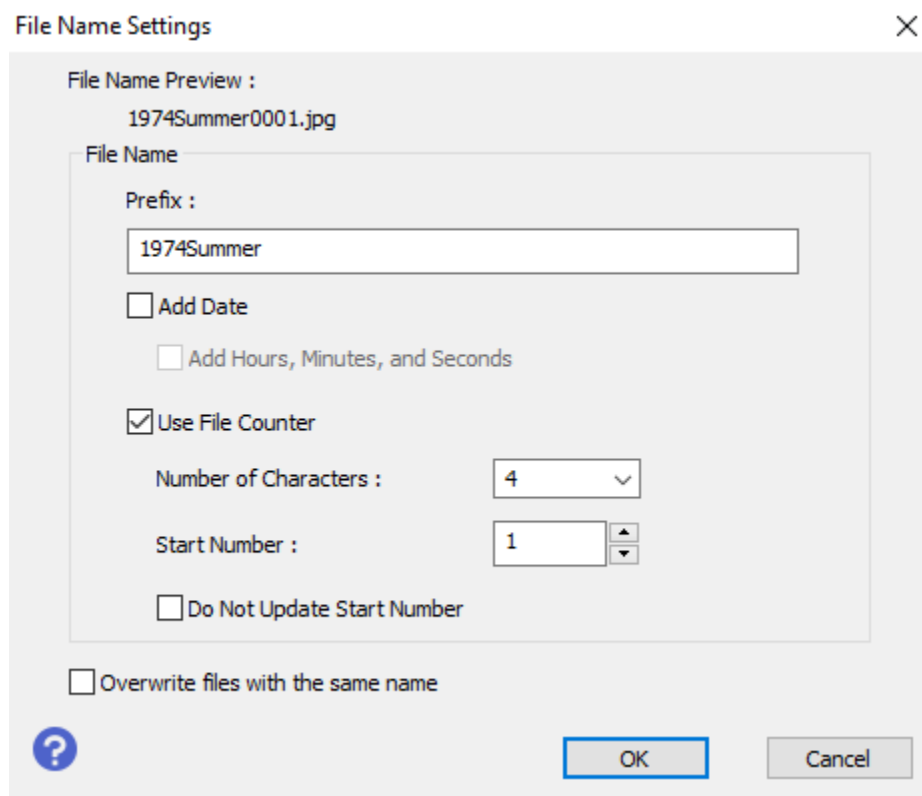 File Name Settings
File Name Preview :
1974Summer0001.jpg
File Name
Prefix :
1974Summer
Add Date
Add Hours, Minutes, and Seconds
Use File Counter
Number of Characters : 4
Start Number : 1
Do Not Update Start Number
Overwrite files with the same name
? OK Cancel